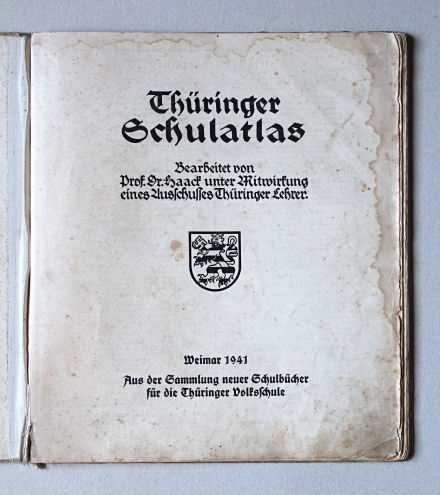 Thüringer
Schulatlas
Bearbeitet von
Prof. Dr. Haack unter Mitwirkung
eines Ausschusses Thüringer Lehrer.
Weimar 1941
Aus der Sammlung neuer Schulbücher
für die Thüringer Volksschule